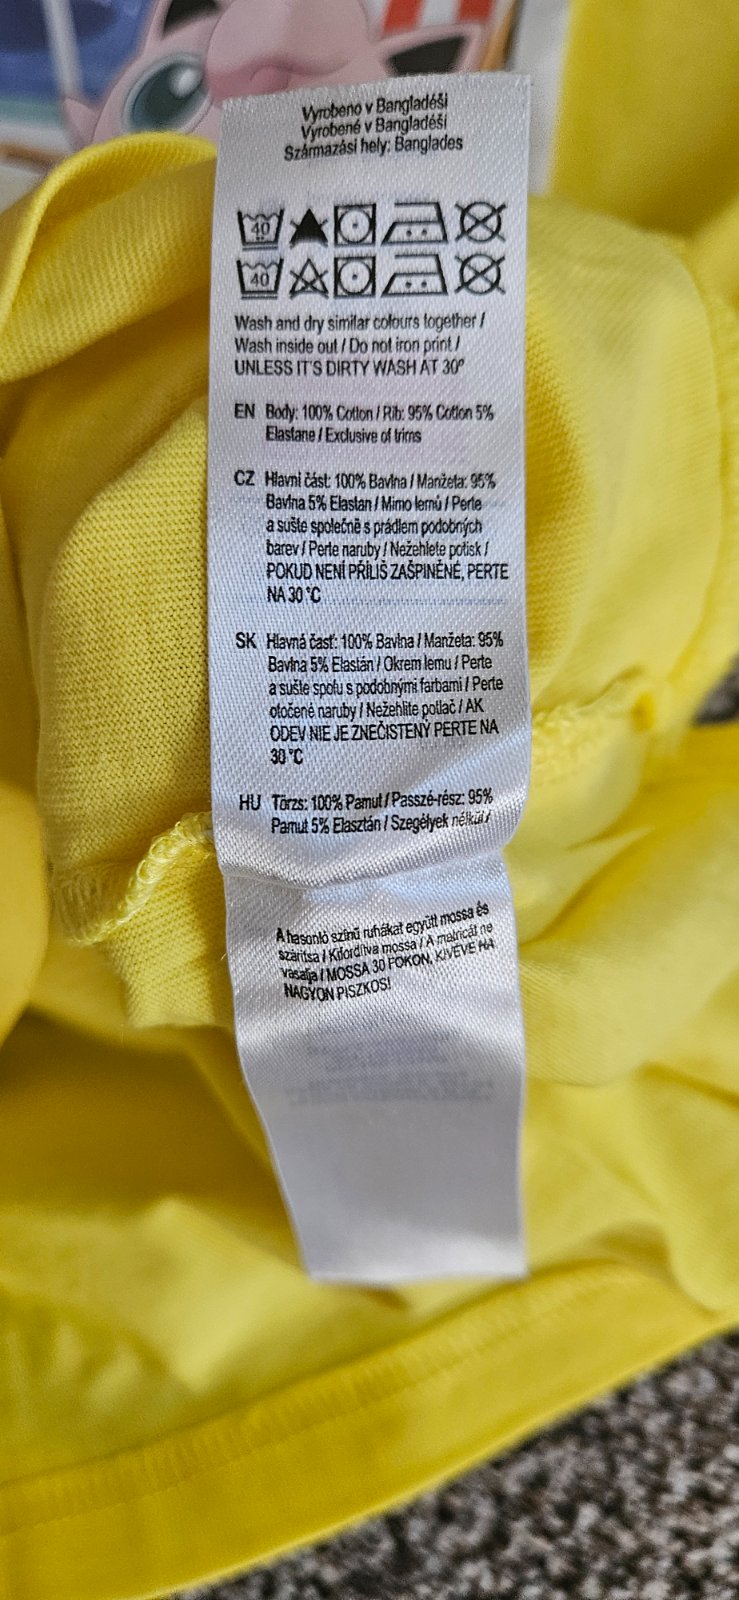 Vyrobeno v Bangladéši
Vyrobené v Bangladéši
Származási hely: Banglades
40
40
Wash and dry similar colours together /
Wash inside out / Do not iron print /
UNLESS IT'S DIRTY WASH AT 30º
EN Body: 100% Cotton / Rib: 95% Cotton 5%
Elastane / Exclusive of trims
CZ Hlavní část: 100% Bavlna / Manžeta: 95%
Bavlna 5% Elastan / Mimo lemů / Perte
a sušte společně s prádlem podobných
barev / Perte naruby / Nežehlete potisk /
POKUD NENÍ PŘÍLIŠ ZAŠPINĚNÉ, PERTE
NA 30 °C
SK Hlavná časť: 100% Bavlna / Manžeta: 95%
Bavlna 5% Elastán / Okrem lemu / Perte
a sušte spolu s podobnými farbami / Perte
otočené naruby / Nežehlite potlač / AK
ODEV NIE JE ZNEČISTENÝ PERTE NA
30 °C
HU Törzs: 100% Pamut / Passzé-rész: 95%
Pamut 5% Elasztán / Szegélyek nélkül /
A hasonló színű ruhákat együtt mossa és
szárítsa / Kifordítva mossa / A matricát ne
vasalja / MOSSA 30 FOKON, KIVÉVE HA
NAGYON PISZKOS!